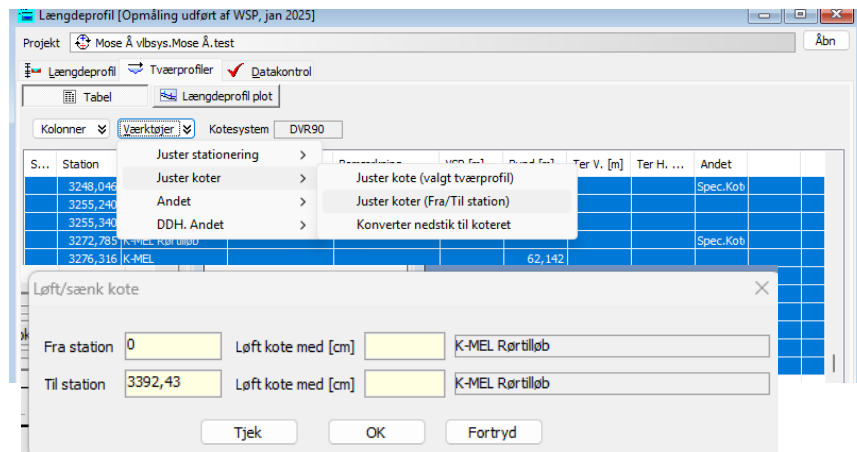 Længdeprofil [Opmåling udført af WSP, jan 2025]
Projekt Mose Å vlbsys.Mose Å.test Åbn
Længdeprofil Tværprofiler Datakontrol
Tabel Længdeprofil plot
Kolonner Værktøjer Kotesystem DVR90
S... Station Ter V. [m] Ter H. ... Andet
Juster stationering
Juster koter Juster kote (valgt tværprofil)
Andet Juster koter (Fra/Til station)
DDH. Andet Konverter nedstik til koteret
3248,046 Spec.Kot
3255,240
3255,340
3272,785 K-MEL Rørtilløb Spec.Kot
3276,316 K-MEL 62,142
Løft/sænk kote
Fra station 0 Løft kote med [cm] K-MEL Rørtilløb
Til station 3392,43 Løft kote med [cm] K-MEL Rørtilløb
Tjek OK Fortryd